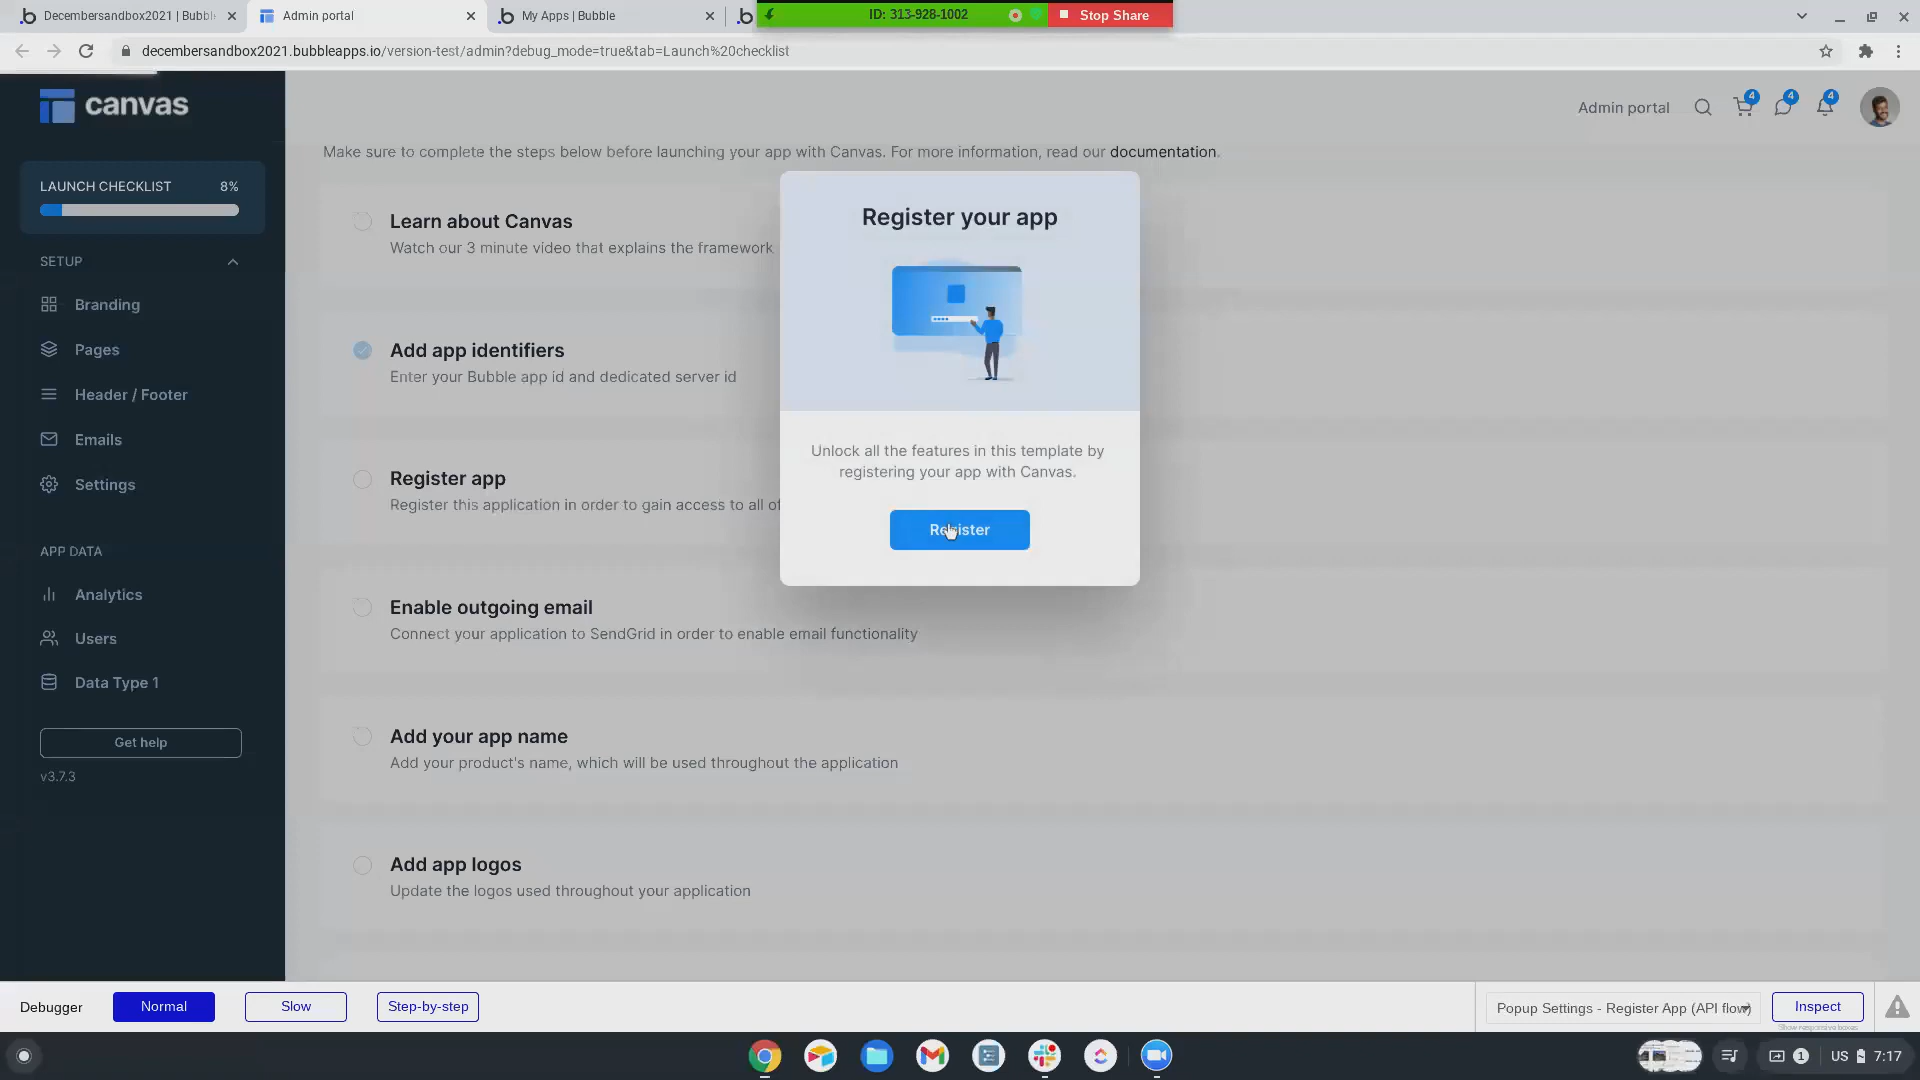 Decembersandbox2021 | Bubbl
Admin portal
My Apps | Bubble
ID: 313-928-1002
Stop Share
decembersandbox2021.bubbleapps.io/version-test/admin?debug_mode=true&tab=Launch%20checklist
canvas
Admin portal
4
4
4
Make sure to complete the steps below before launching your app with Canvas. For more information, read our documentation.
LAUNCH CHECKLIST 8%
SETUP
Branding
Pages
Header / Footer
Emails
Settings
APP DATA
Analytics
Users
Data Type 1
Get help
v3.7.3
Learn about Canvas
Watch our 3 minute video that explains the framework
Add app identifiers
Enter your Bubble app id and dedicated server id
Register app
Register this application in order to gain access to all of
Enable outgoing email
Connect your application to SendGrid in order to enable email functionality
Add your app name
Add your product's name, which will be used throughout the application
Add app logos
Update the logos used throughout your application
Register your app
Unlock all the features in this template by
registering your app with Canvas.
Register
Debugger
Normal
Slow
Step-by-step
Popup Settings - Register App (API flow)
Inspect
Show responsive boxes
1
US
7:17